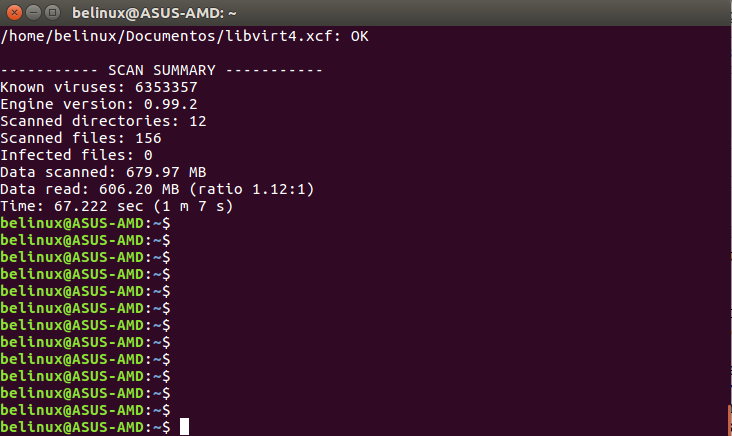 belinux@ASUS-AMD: ~
/home/belinux/Documentos/libvirt4.xcf: OK
----------- SCAN SUMMARY -----------
Known viruses: 6353357
Engine version: 0.99.2
Scanned directories: 12
Scanned files: 156
Infected files: 0
Data scanned: 679.97 MB
Data read: 606.20 MB (ratio 1.12:1)
Time: 67.222 sec (1 m 7 s)
belinux@ASUS-AMD:~$
belinux@ASUS-AMD:~$
belinux@ASUS-AMD:~$
belinux@ASUS-AMD:~$
belinux@ASUS-AMD:~$
belinux@ASUS-AMD:~$
belinux@ASUS-AMD:~$
belinux@ASUS-AMD:~$
belinux@ASUS-AMD:~$
belinux@ASUS-AMD:~$
belinux@ASUS-AMD:~$
belinux@ASUS-AMD:~$
belinux@ASUS-AMD:~$